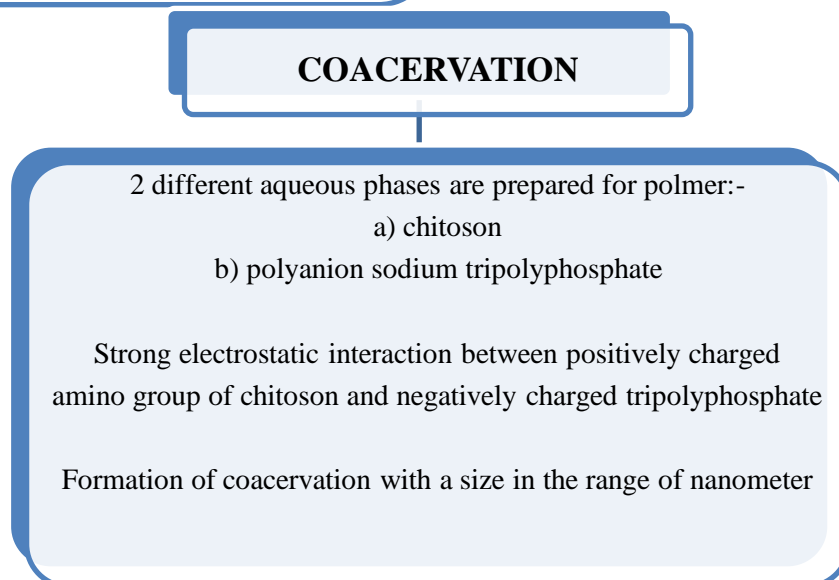 COACERVATION
2 different aqueous phases are prepared for polmer:-
a) chitoson
b) polyanion sodium tripolyphosphate
Strong electrostatic interaction between positively charged
amino group of chitoson and negatively charged tripolyphosphate
Formation of coacervation with a size in the range of nanometer